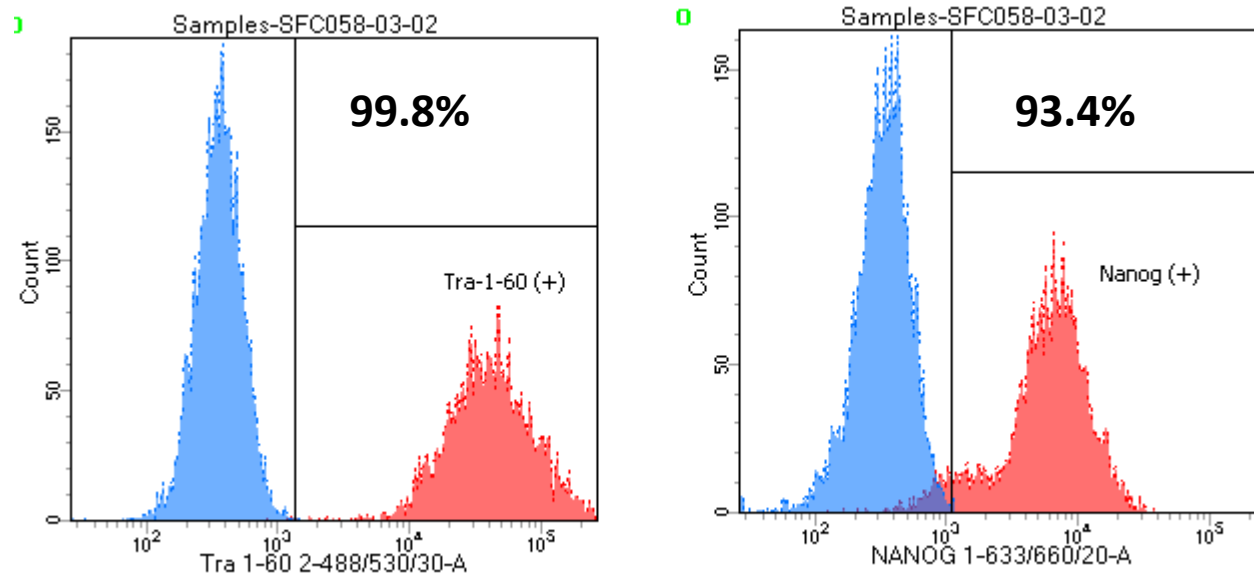 Samples-SFC058-03-02
99.8%
Tra-1-60 (+)
Count
0
50
100
150
10²
10³
10⁴
10⁵
Tra 1-60 2-488/530/30-A
Samples-SFC058-03-02
93.4%
Nanog (+)
Count
0
50
100
150
10²
10³
10⁴
10⁵
NANOG 1-633/660/20-A